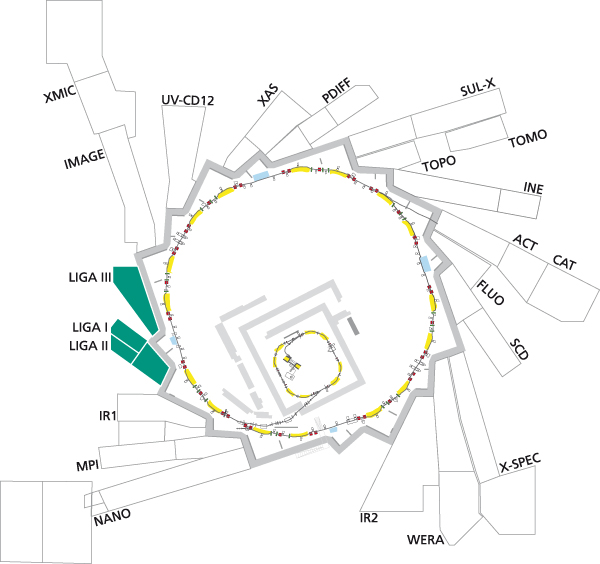 SUL-X
XAS
PDIFF
XMIC
UV-CD12
TOMO
IMAGE
TOPO
INE
ACT
CAT
LIGA III
FLUO
LIGA I
LIGA II
SCD
IR1
MPI
X-SPEC
NANO
IR2
WERA